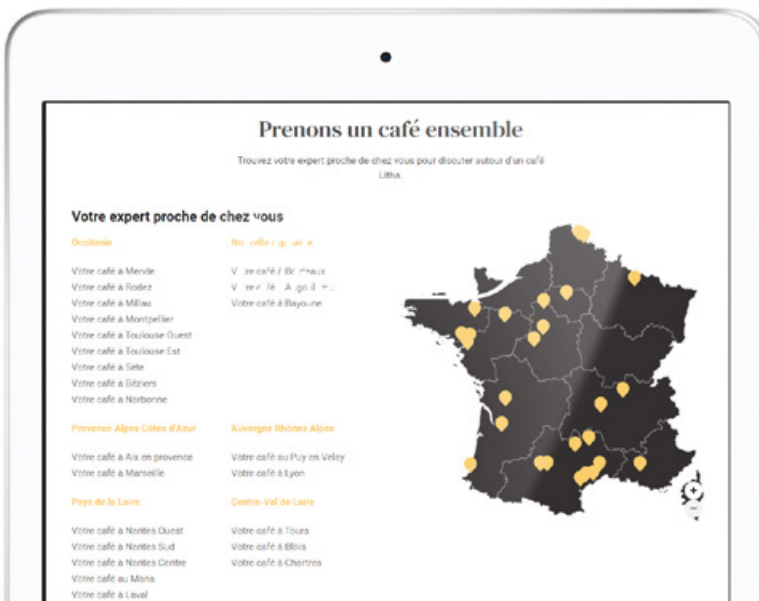 Prenons un café ensemble
Trouvez votre expert proche de chez vous pour discuter autour d'un café
Litha.
Votre expert proche de chez vous
Occitanie
Votre café à Mende
Votre café à Rodez
Votre café à Millau
Votre café à Montpellier
Votre café à Toulouse Ouest
Votre café à Toulouse Est
Votre café à Sète
Votre café à Béziers
Votre café à Narbonne
Votre café à Bayonne
Provence Alpes Côtes d'Azur
Votre café à Aix en provence
Votre café à Marseille
Auvergne Rhônes Alpes
Votre café au Puy en Velay
Votre café à Lyon
Pays de la Loire
Votre café à Nantes Ouest
Votre café à Nantes Sud
Votre café à Nantes Centre
Votre café au Mans
Votre café à Laval
Centre-Val de Loire
Votre café à Tours
Votre café à Blois
Votre café à Chartres